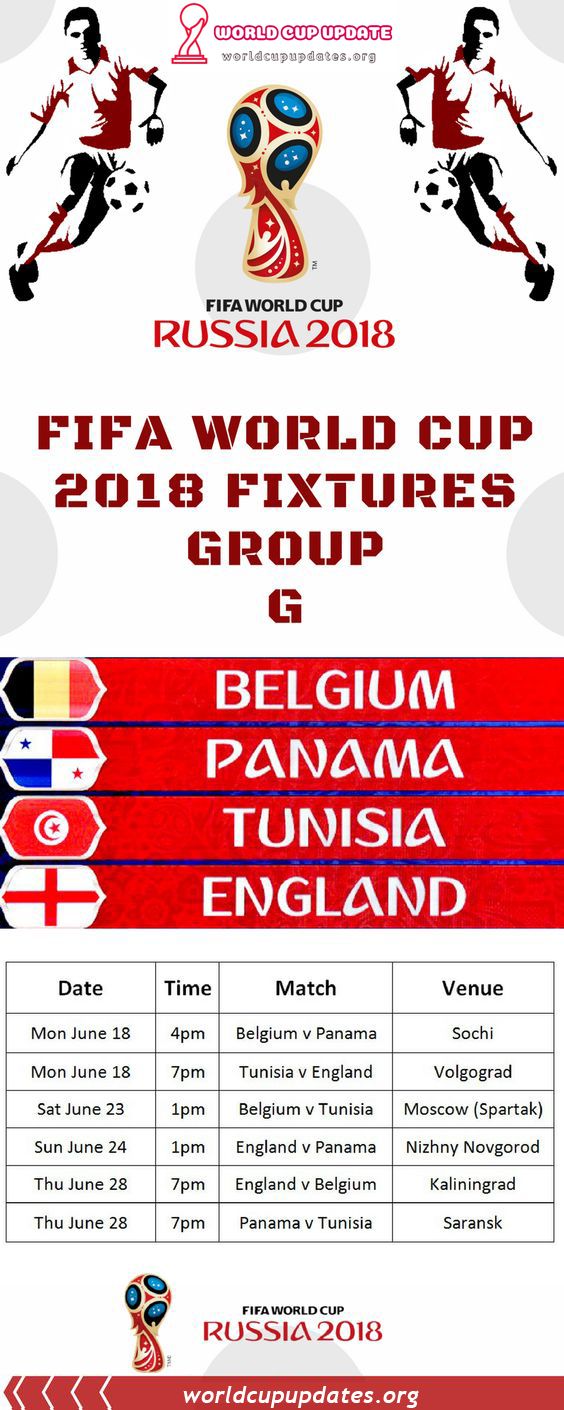 WORLD CUP UPDATE
worldcupupdates.org
TM
FIFA WORLD CUP
RUSSIA 2018
FIFA WORLD CUP
2018 FIXTURES
GROUP
G
BELGIUM
PANAMA
TUNISIA
ENGLAND
Date Time Match Venue
Mon June 18 4pm Belgium v Panama Sochi
Mon June 18 7pm Tunisia v England Volgograd
Sat June 23 1pm Belgium v Tunisia Moscow (Spartak)
Sun June 24 1pm England v Panama Nizhny Novgorod
Thu June 28 7pm England v Belgium Kaliningrad
Thu June 28 7pm Panama v Tunisia Saransk
FIFA WORLD CUP
RUSSIA 2018
TM
worldcupupdates.org